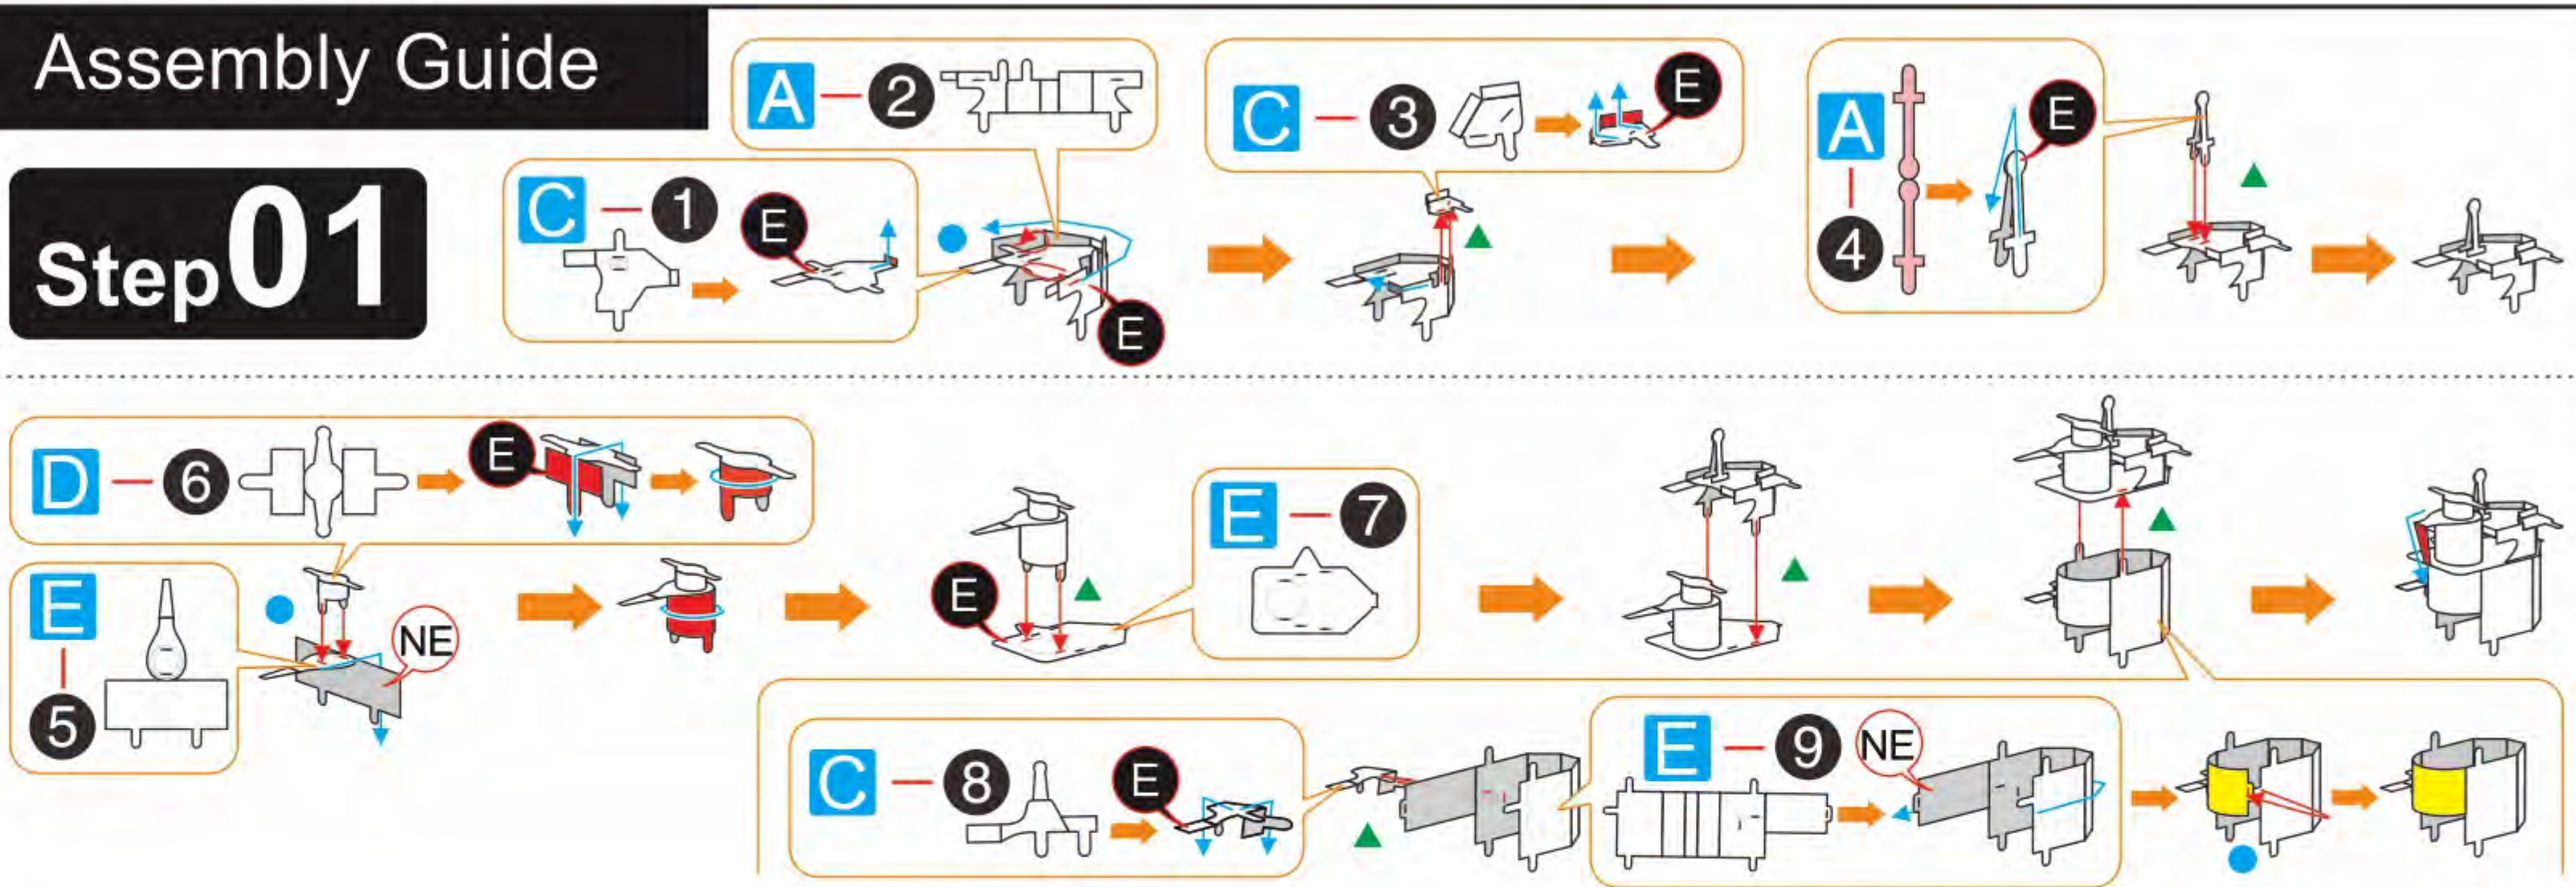 Assembly Guide
Step01
C — 1
E
A — 2
E
C — 3
E
A — 4
E
D — 6
E
E — 5
NE
E
E — 7
C — 8
E
E — 9
NE